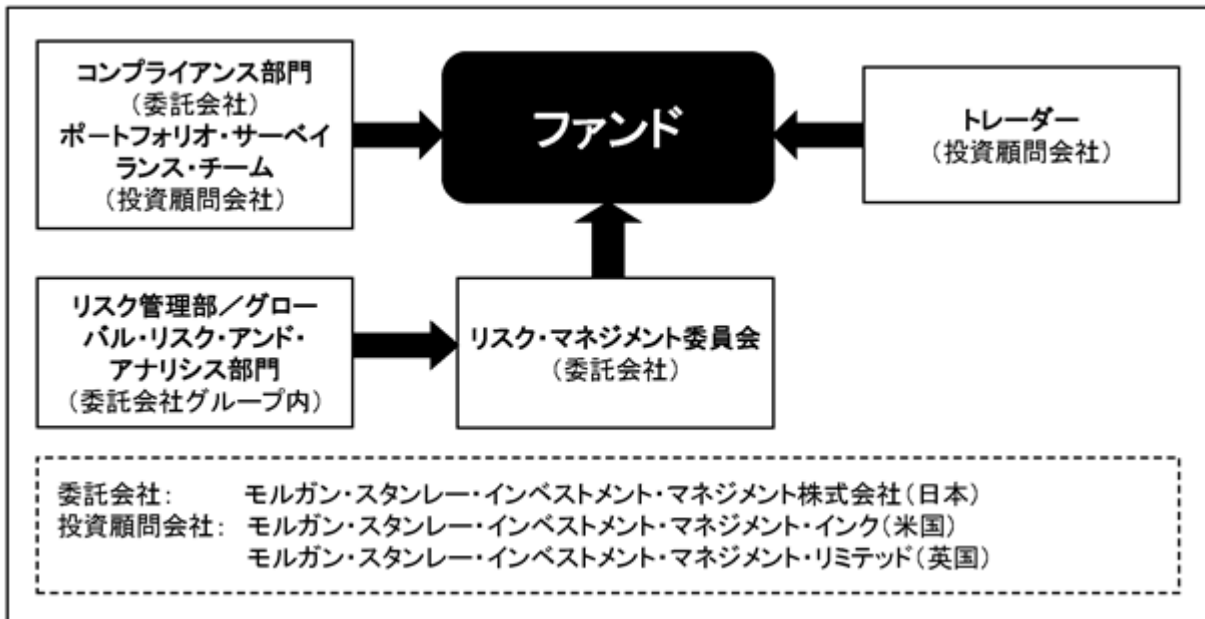 コンプライアンス部門
（委託会社）
ポートフォリオ・サーベイ
ランス・チーム
（投資顧問会社）
ファンド
トレーダー
（投資顧問会社）
リスク管理部／グロー
バル・リスク・アンド・
アナリシス部門
（委託会社グループ内）
リスク・マネジメント委員会
（委託会社）
委託会社： モルガン・スタンレー・インベストメント・マネジメント株式会社（日本）
投資顧問会社： モルガン・スタンレー・インベストメント・マネジメント・インク（米国）
モルガン・スタンレー・インベストメント・マネジメント・リミテッド（英国）